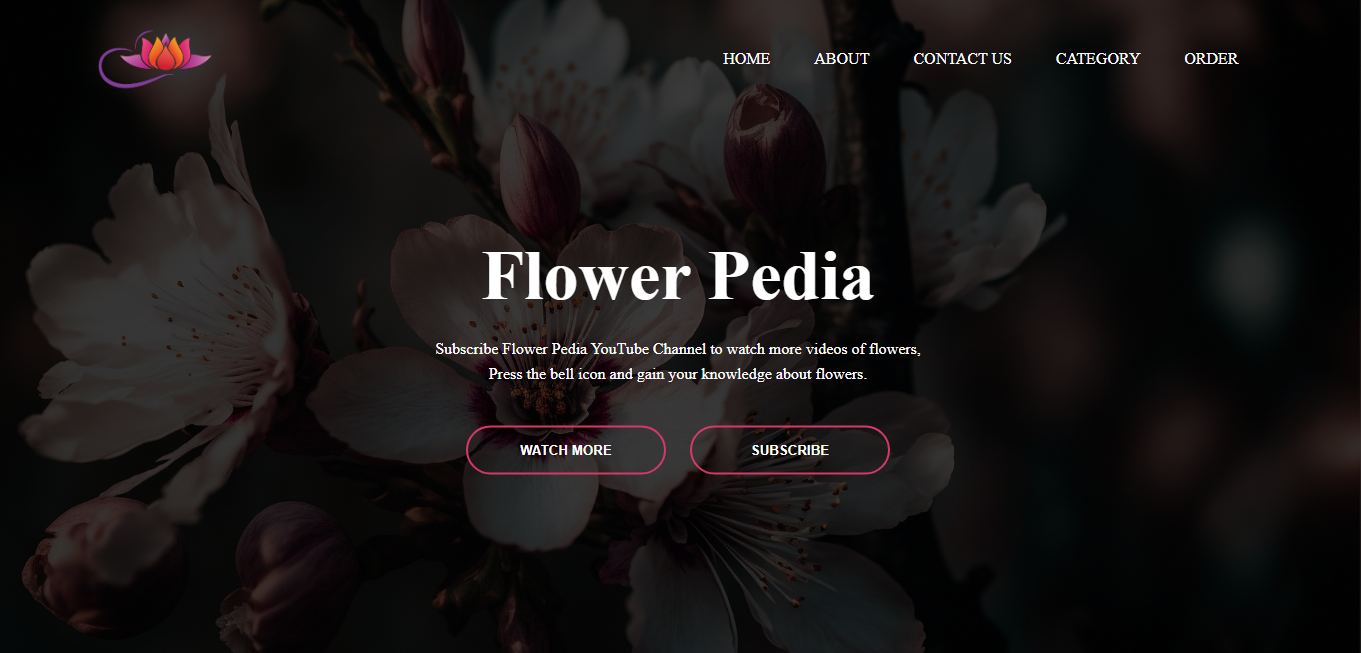 HOME ABOUT CONTACT US CATEGORY ORDER
Flower Pedia
Subscribe Flower Pedia YouTube Channel to watch more videos of flowers,
Press the bell icon and gain your knowledge about flowers.
WATCH MORE SUBSCRIBE